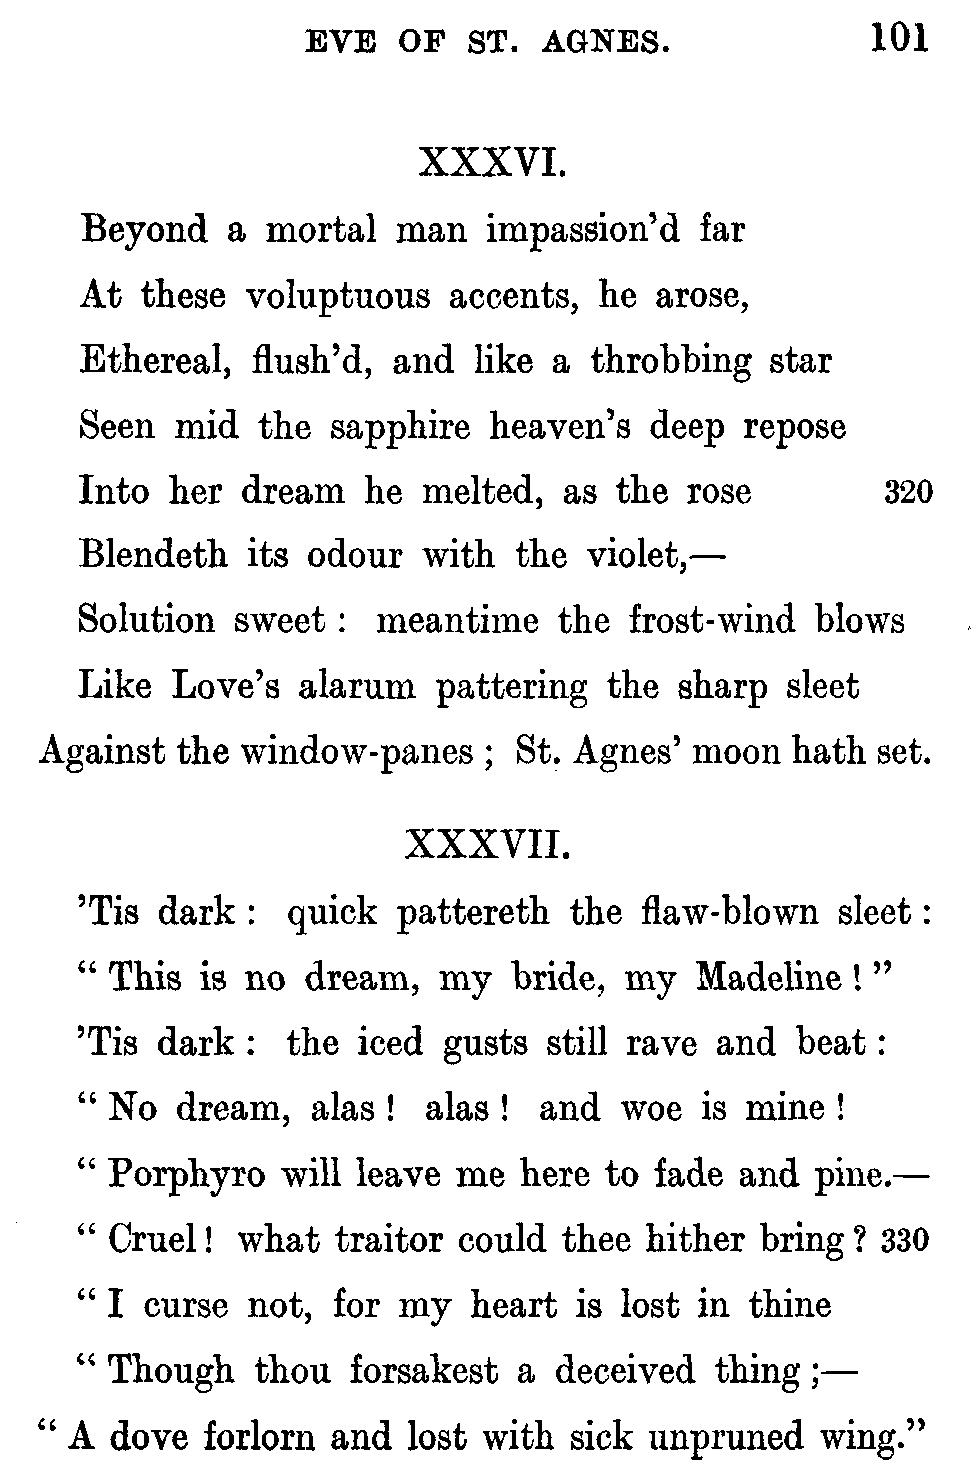 EVE OF ST. AGNES. 101
XXXVI.
Beyond a mortal man impassion’d far
At these voluptuous accents, he arose,
Ethereal, flush’d, and like a throbbing star
Seen mid the sapphire heaven’s deep repose
Into her dream he melted, as the rose 320
Blendeth its odour with the violet,—
Solution sweet : meantime the frost-wind blows
Like Love’s alarum pattering the sharp sleet
Against the window-panes ; St. Agnes’ moon hath set.
XXXVII.
’Tis dark : quick pattereth the flaw-blown sleet :
“ This is no dream, my bride, my Madeline ! ”
’Tis dark : the iced gusts still rave and beat :
“ No dream, alas ! alas ! and woe is mine !
“ Porphyro will leave me here to fade and pine.—
“ Cruel ! what traitor could thee hither bring ? 330
“ I curse not, for my heart is lost in thine
“ Though thou forsakest a deceived thing ;—
“ A dove forlorn and lost with sick unpruned wing.”